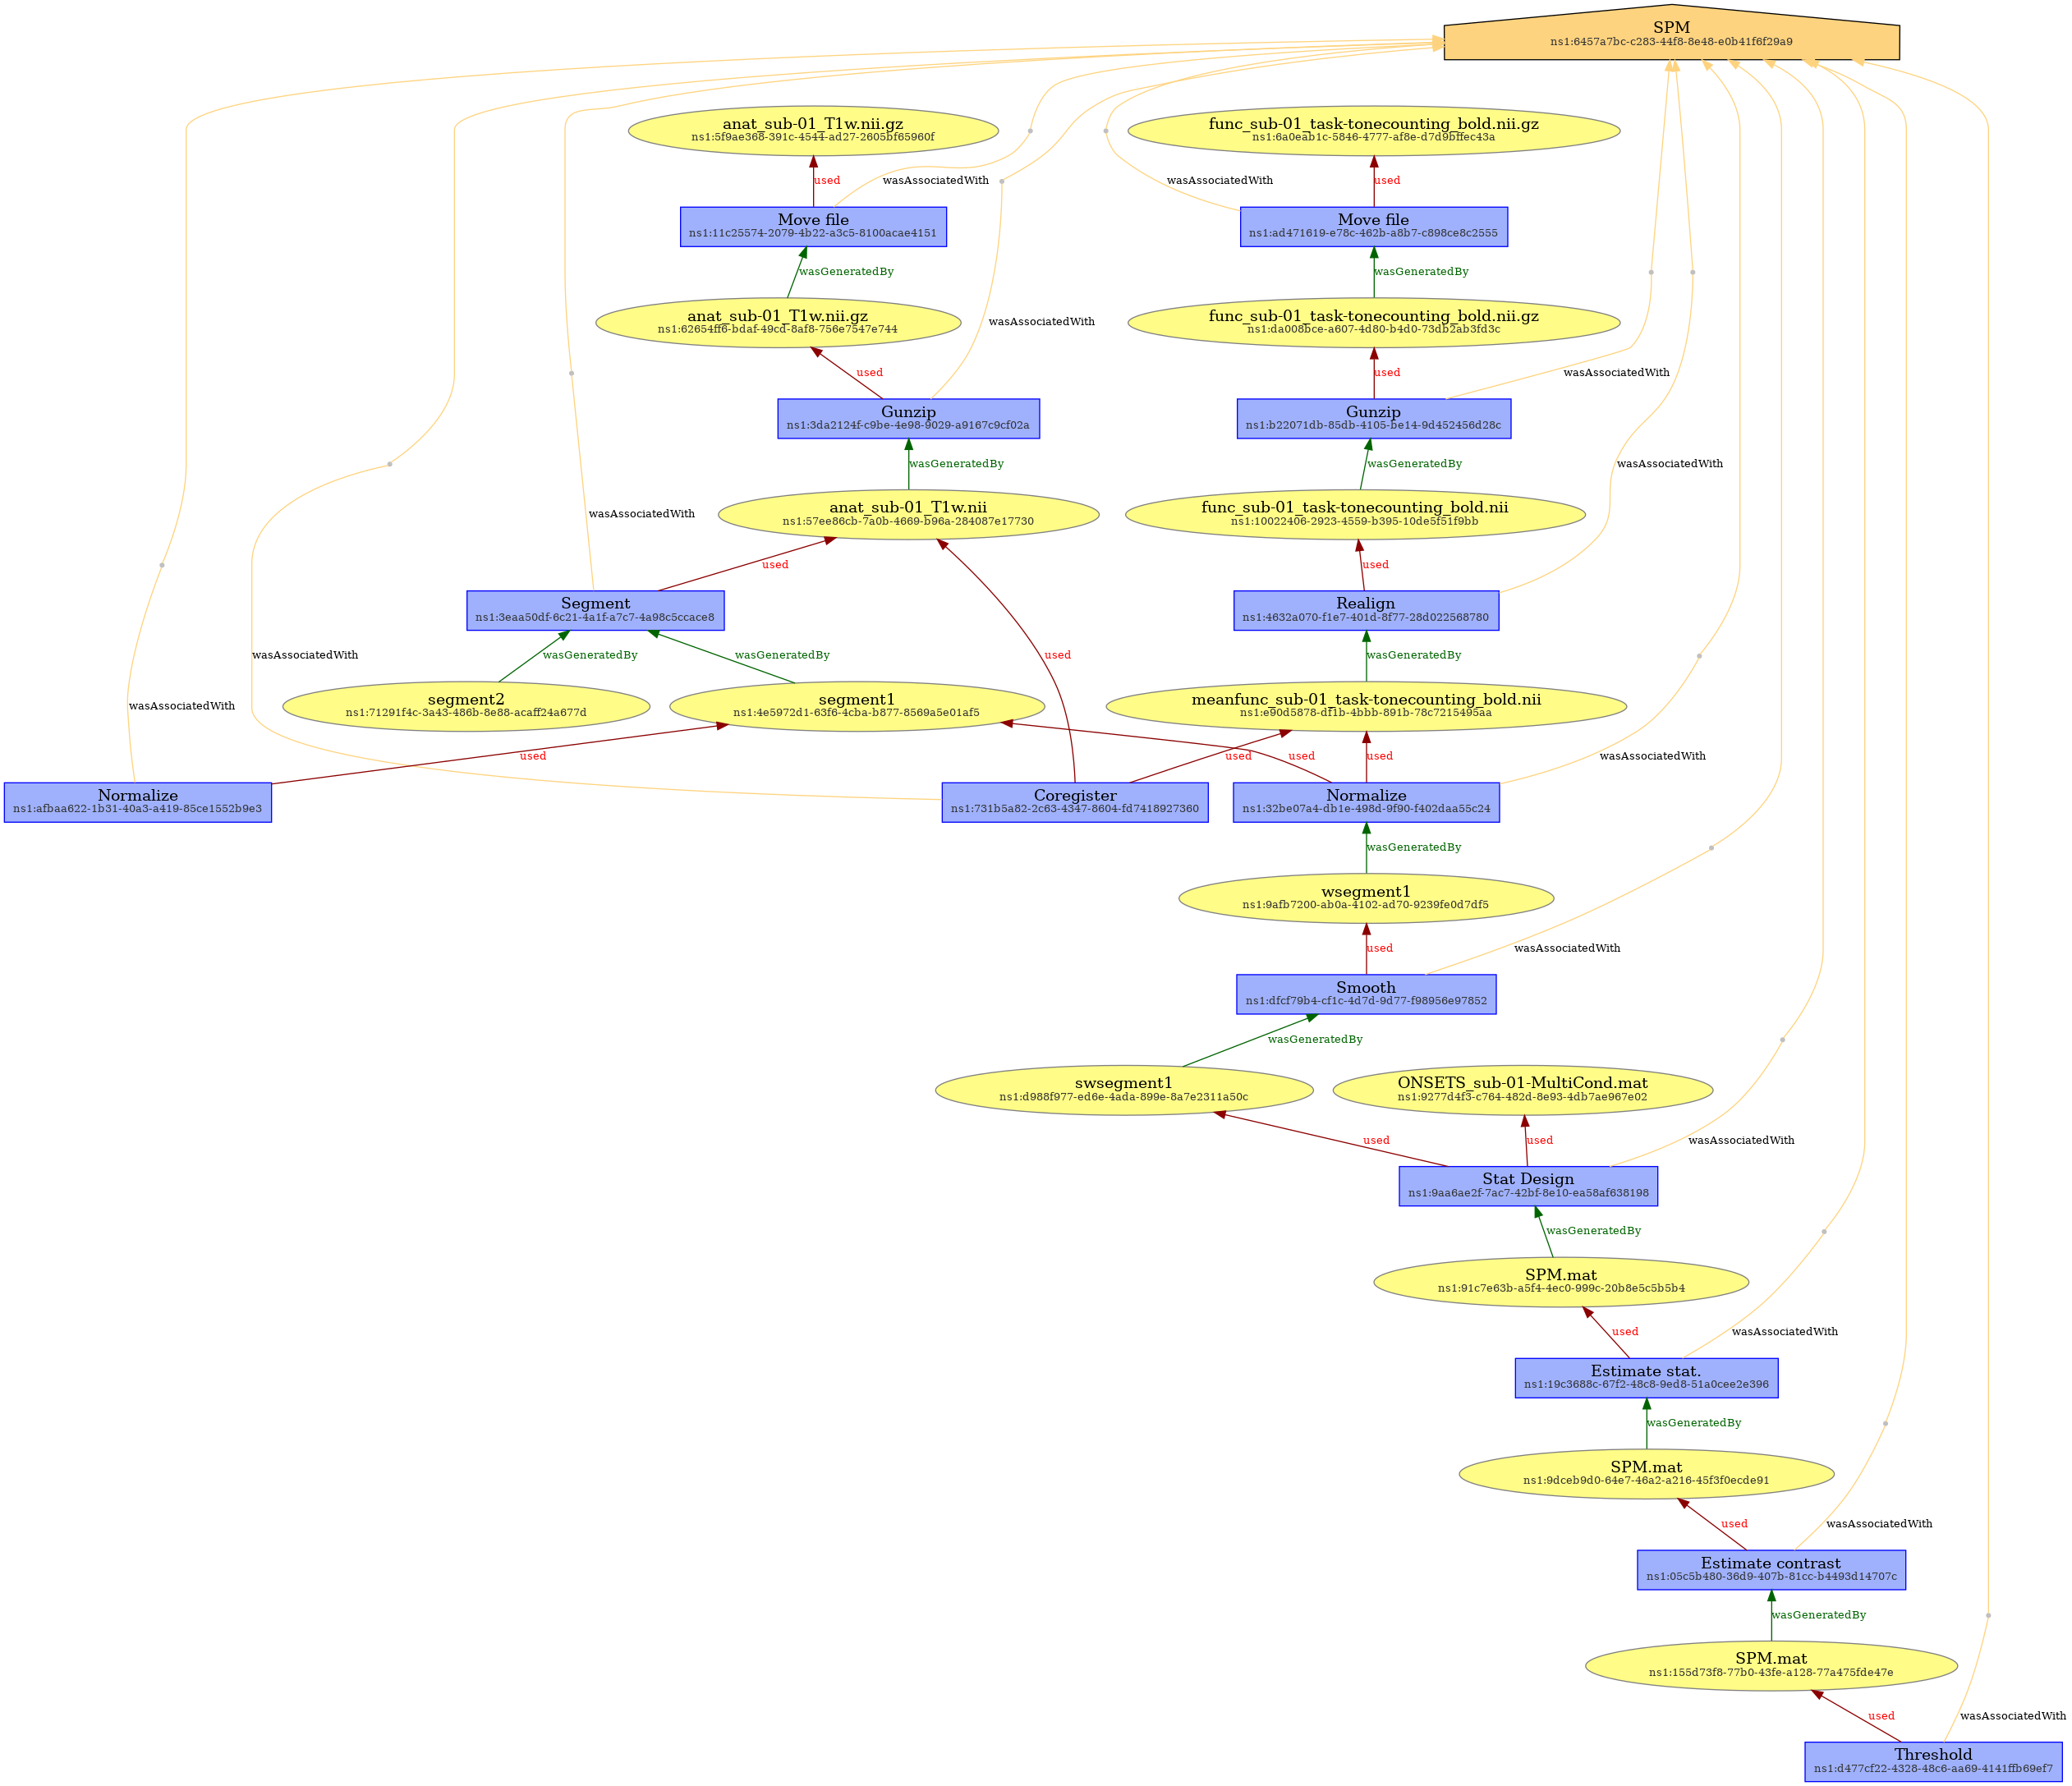 SPM
ns1:6457a7bc-c283-44f8-8e48-e0b41f6f29a9
anat_sub-01_T1w.nii.gz
ns1:5f9ae368-391c-4544-ad27-2605bf65960f
func_sub-01_task-tonecounting_bold.nii.gz
ns1:6a0eab1c-5846-4777-af8e-d7d9bffec43a
used
wasAssociatedWith
wasAssociatedWith
used
Move file
ns1:11c25574-2079-4b22-a3c5-8100acae4151
Move file
ns1:ad471619-e78c-462b-a8b7-c898ce8c2555
wasGeneratedBy
wasGeneratedBy
anat_sub-01_T1w.nii.gz
ns1:62654ff6-bdaf-49cd-8af8-756e7547e744
wasAssociatedWith
func_sub-01_task-tonecounting_bold.nii.gz
ns1:da008bce-a607-4d80-b4d0-73db2ab3fd3c
used
used
wasAssociatedWith
Gunzip
ns1:3da2124f-c9be-4e98-9029-a9167c9cf02a
Gunzip
ns1:b22071db-85db-4105-be14-9d452456d28c
wasGeneratedBy
wasGeneratedBy
wasAssociatedWith
wasAssociatedWith
anat_sub-01_T1w.nii
ns1:57ee86cb-7a0b-4669-b96a-284087e17730
func_sub-01_task-tonecounting_bold.nii
ns1:10022406-2923-4559-b395-10de5f51f9bb
used
used
Segment
ns1:3eaa50df-6c21-4a1f-a7c7-4a98c5ccace8
Realign
ns1:4632a070-f1e7-401d-8f77-28d022568780
wasAssociatedWith
wasGeneratedBy
wasGeneratedBy
used
wasGeneratedBy
wasAssociatedWith
segment2
ns1:71291f4c-3a43-486b-8e88-acaff24a677d
segment1
ns1:4e5972d1-63f6-4cba-b877-8569a5e01af5
meanfunc_sub-01_task-tonecounting_bold.nii
ns1:e90d5878-df1b-4bbb-891b-78c7215495aa
used
used
used
used
wasAssociatedWith
Normalize
ns1:afbaa622-1b31-40a3-a419-85ce1552b9e3
Coregister
ns1:731b5a82-2c63-4347-8604-fd7418927360
Normalize
ns1:32be07a4-db1e-498d-9f90-f402daa55c24
wasGeneratedBy
wsegment1
ns1:9afb7200-ab0a-4102-ad70-9239fe0d7df5
used
wasAssociatedWith
Smooth
ns1:dfcf79b4-cf1c-4d7d-9d77-f98956e97852
wasGeneratedBy
swsegment1
ns1:d988f977-ed6e-4ada-899e-8a7e2311a50c
ONSETS_sub-01-MultiCond.mat
ns1:9277d4f3-c764-482d-8e93-4db7ae967e02
used
used
wasAssociatedWith
Stat Design
ns1:9aa6ae2f-7ac7-42bf-8e10-ea58af638198
wasGeneratedBy
SPM.mat
ns1:91c7e63b-a5f4-4ec0-999c-20b8e5c5b5b4
used
wasAssociatedWith
Estimate stat.
ns1:19c3688c-67f2-48c8-9ed8-51a0cee2e396
wasGeneratedBy
SPM.mat
ns1:9dceb9d0-64e7-46a2-a216-45f3f0ecde91
used
wasAssociatedWith
Estimate contrast
ns1:05c5b480-36d9-407b-81cc-b4493d14707c
wasGeneratedBy
SPM.mat
ns1:155d73f8-77b0-43fe-a128-77a475fde47e
used
wasAssociatedWith
Threshold
ns1:d477cf22-4328-48c6-aa69-4141ffb69ef7